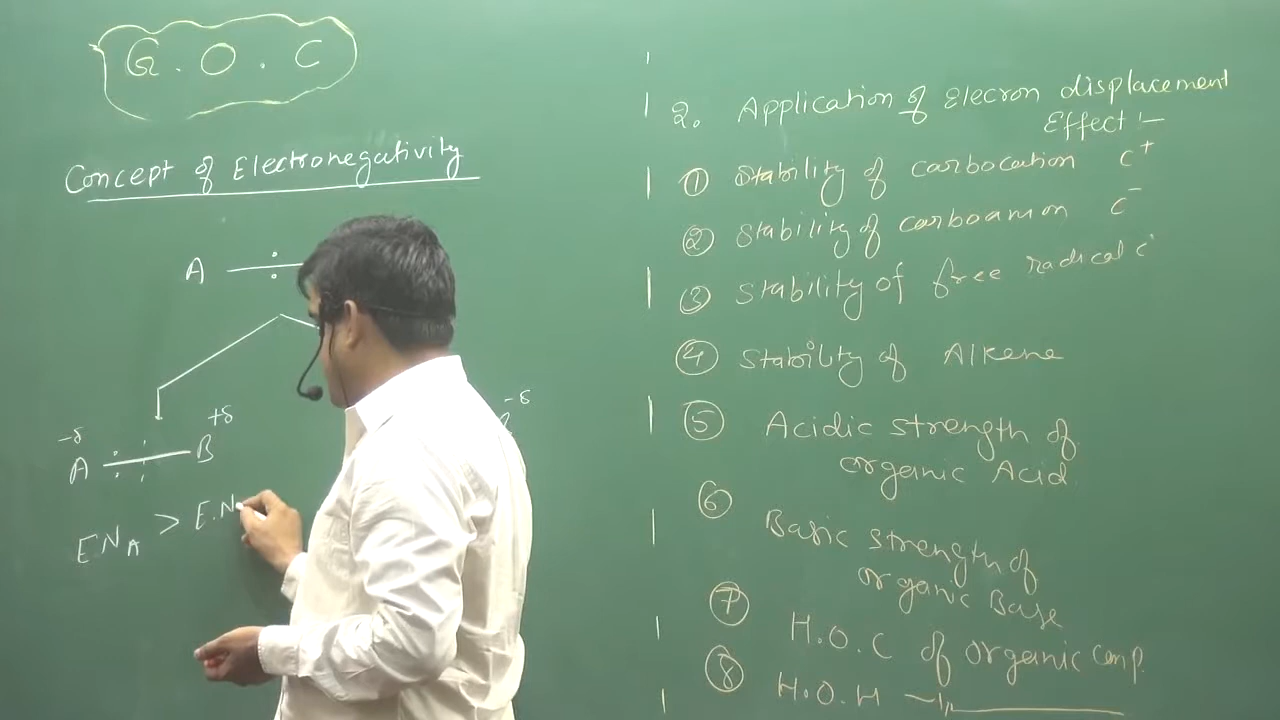 G.O.C
Concept of Electronegativity
A
-δ +δ
A B
-δ
EN A > E.N
2. Application of Elecron displacement
Effect :-
① Stability of carbocation C+
② Stability of carboanion C-
③ Stability of free radical C·
④ Stability of Alkene
⑤ Acidic strength of
organic Acid
⑥ Basic strength of
organic Base
⑦ H.O.C of organic comp.
⑧ H.O.H